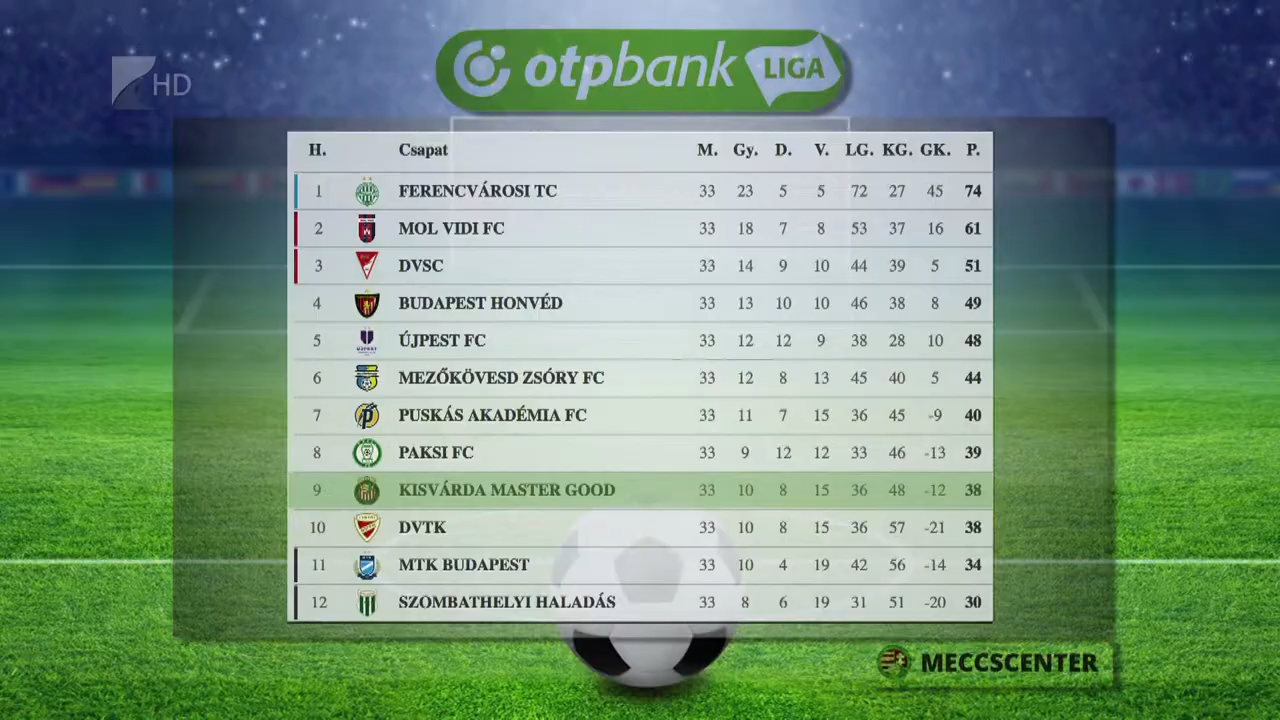 otpbank LIGA
HD
H. Csapat M. Gy. D. V. LG. KG. GK. P.
1 FERENCVÁROSI TC 33 23 5 5 72 27 45 74
2 MOL VIDI FC 33 18 7 8 53 37 16 61
3 DVSC 33 14 9 10 44 39 5 51
4 BUDAPEST HONVÉD 33 13 10 10 46 38 8 49
5 ÚJPEST FC 33 12 12 9 38 28 10 48
6 MEZŐKÖVESD ZSÓRY FC 33 12 8 13 45 40 5 44
7 PUSKÁS AKADÉMIA FC 33 11 7 15 36 45 -9 40
8 PAKSI FC 33 9 12 12 33 46 -13 39
9 KISVÁRDA MASTER GOOD 33 10 8 15 36 48 -12 38
10 DVTK 33 10 8 15 36 57 -21 38
11 MTK BUDAPEST 33 10 4 19 42 56 -14 34
12 SZOMBATHELYI HALADÁS 33 8 6 19 31 51 -20 30
MECCSCENTER